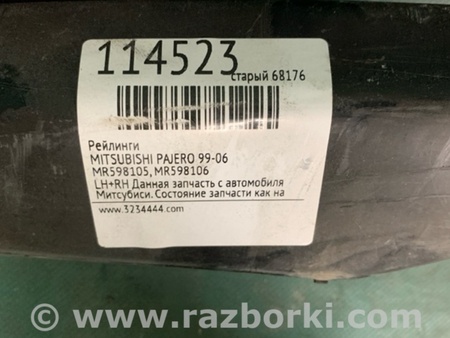 114523
старый 68176
Рейлинги
MITSUBISHI PAJERO 99-06
MR598105, MR598106
LH+RH Данная запчасть с автомобиля
Митсубиси. Состояние запчасти как на
www.3234444.com
© www.razborki.com